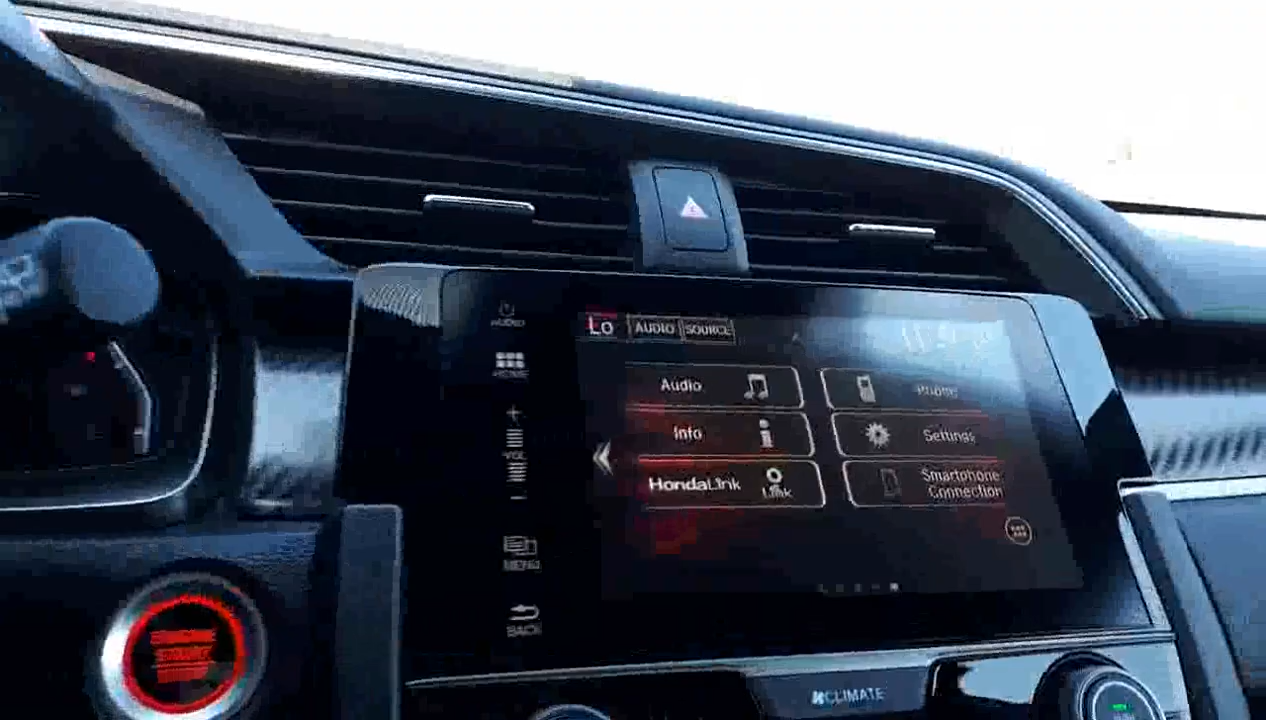 AUDIO
HOME
+
VOL
-
MENU
BACK
Lo AUDIO SOURCE
Audio
Phone
Info
Settings
HondaLink
Link
Smartphone
Connection
CLIMATE